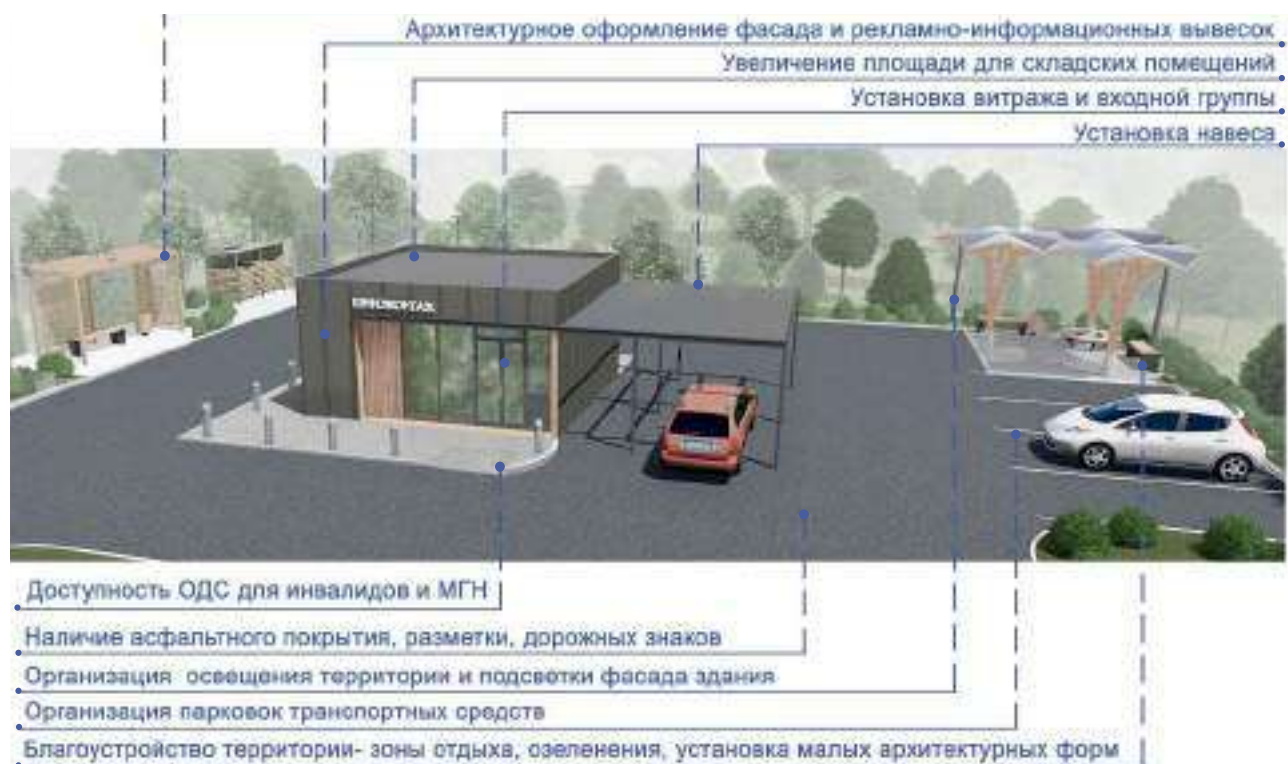 Архитектурное оформление фасада и рекламно-информационных вывесок
Увеличение площади для складских помещений
Установка витража и входной группы
Установка навеса
ШИНОМОНТАЖ
Доступность ОДС для инвалидов и МГН
Наличие асфальтного покрытия, разметки, дорожных знаков
Организация освещения территории и подсветки фасада здания
Организация парковок транспортных средств
Благоустройство территории- зоны отдыха, озеленения, установка малых архитектурных форм